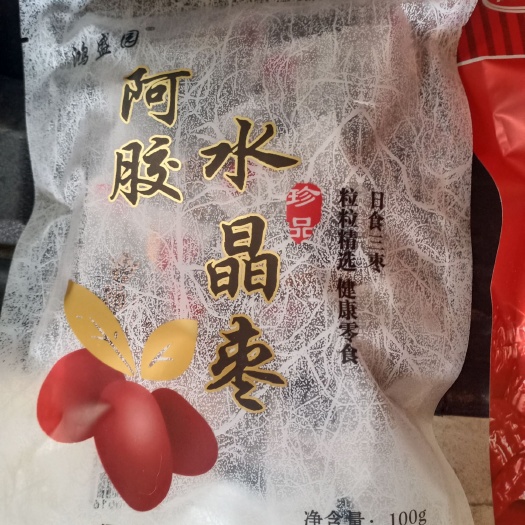 鸿盛园
阿胶
水晶枣
珍品
日食三枣
粒粒精选 健康零食
净含量：100g